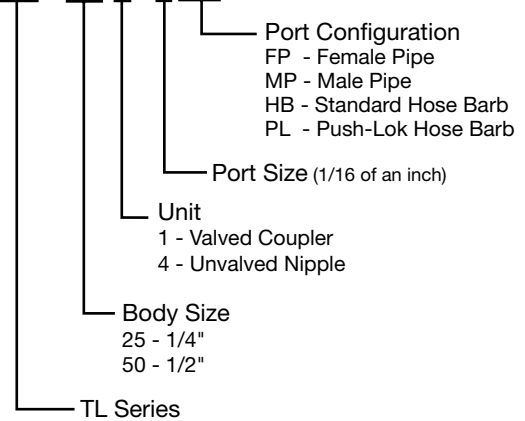 Port Configuration
FP - Female Pipe
MP - Male Pipe
HB - Standard Hose Barb
PL - Push-Lok Hose Barb
Port Size (1/16 of an inch)
Unit
1 - Valved Coupler
4 - Unvalved Nipple
Body Size
25 - 1/4"
50 - 1/2"
TL Series